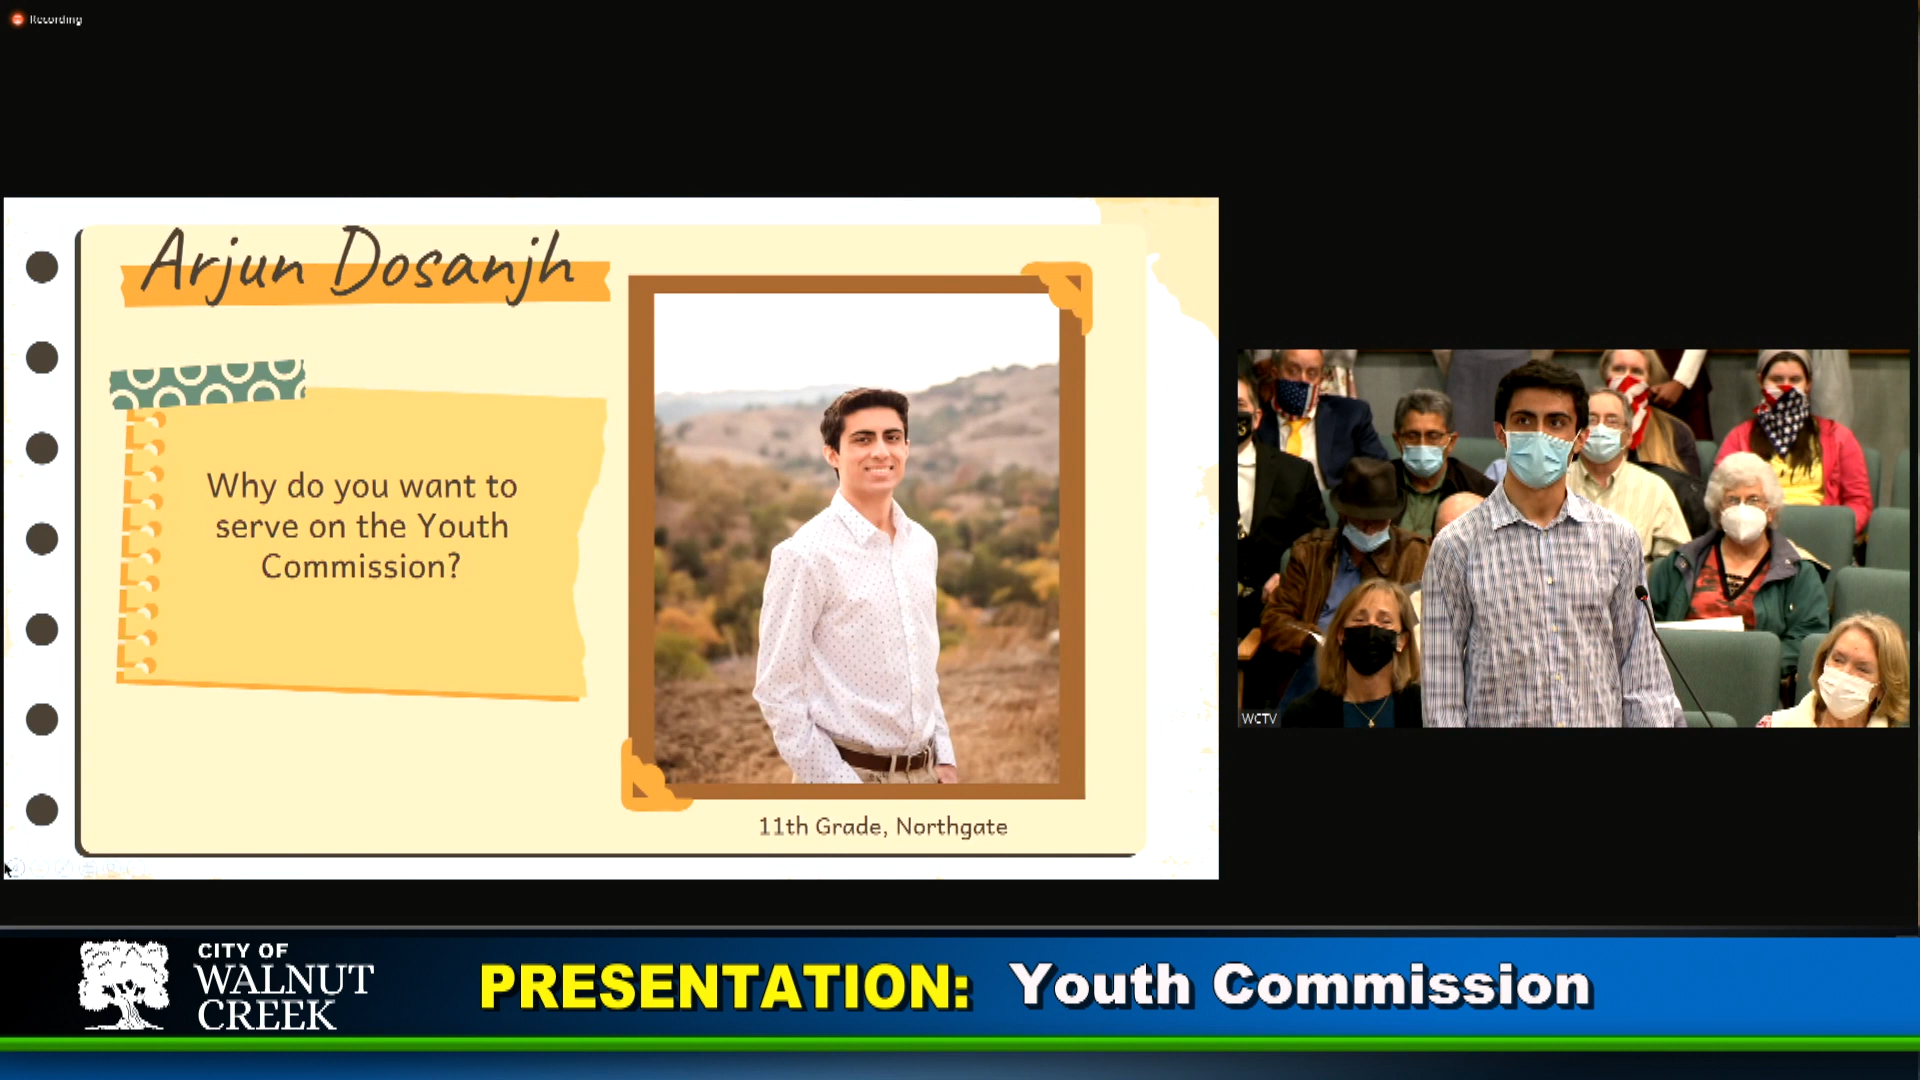 Recording
Arjun Dosanjh
Why do you want to
serve on the Youth
Commission?
11th Grade, Northgate
WCTV
CITY OF
WALNUT
CREEK
PRESENTATION: Youth Commission